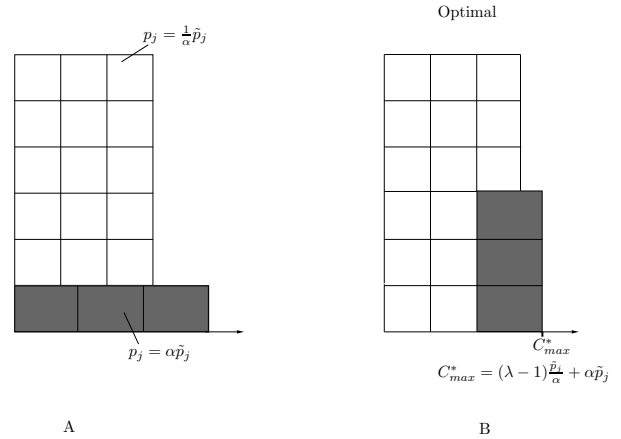 Optimal
p_j = \frac{1}{\alpha} \tilde{p}_j
p_j = \alpha \tilde{p}_j
C^*_{max}
C^*_{max} = (\lambda - 1) \frac{\tilde{p}_j}{\alpha} + \alpha \tilde{p}_j
A
B